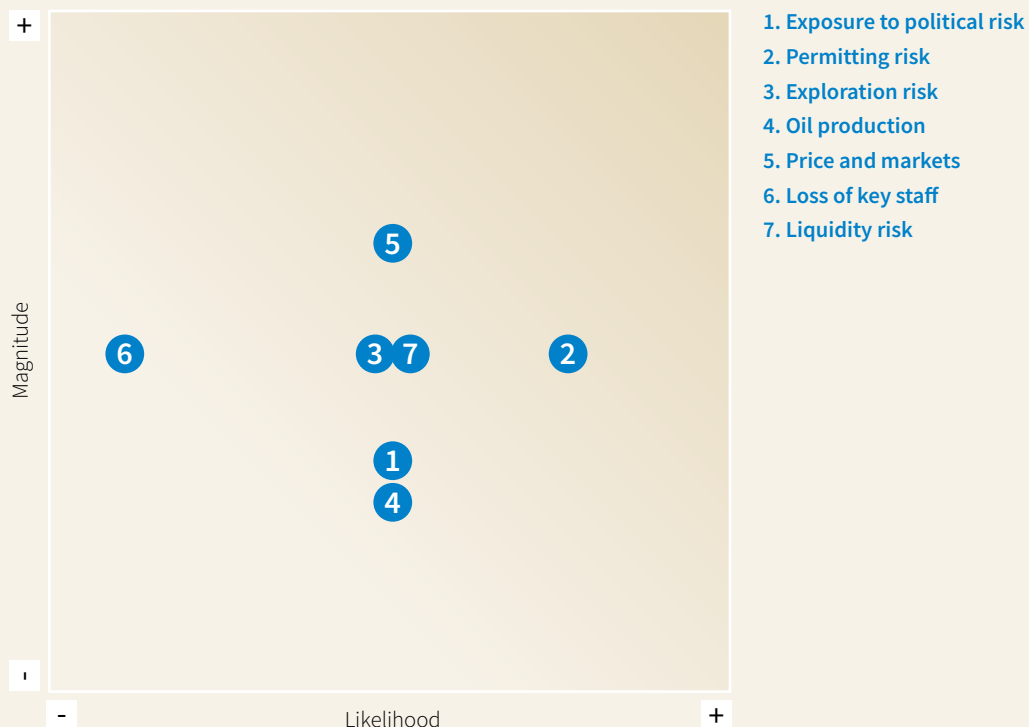 +
1. Exposure to political risk
2. Permitting risk
3. Exploration risk
4. Oil production
5. Price and markets
6. Loss of key staff
7. Liquidity risk
5
Magnitude
6
3 7
2
1
4
-
-
Likelihood
+